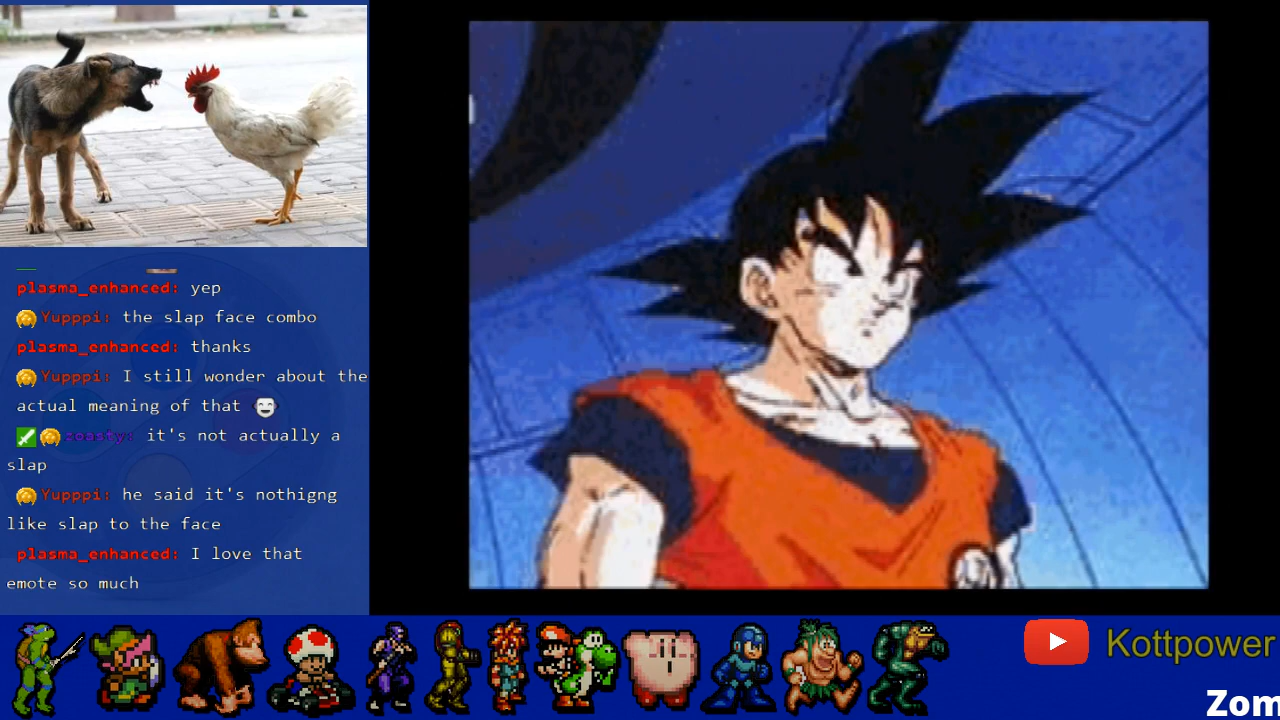 plasma_enhanced: yep
Yupppi: the slap face combo
plasma_enhanced: thanks
Yupppi: I still wonder about the
actual meaning of that
zoasty: it's not actually a
slap
Yupppi: he said it's nothigng
like slap to the face
plasma_enhanced: I love that
emote so much
Kottpower
Zom